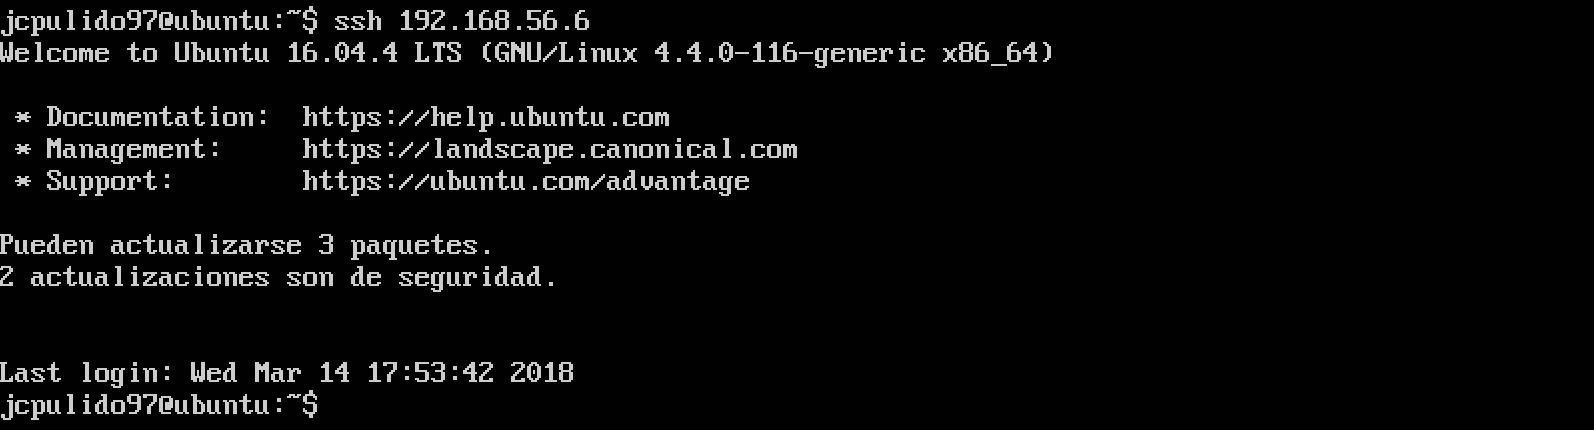 jcpulido97@ubuntu:~$ ssh 192.168.56.6
Welcome to Ubuntu 16.04.4 LTS (GNU/Linux 4.4.0-116-generic x86_64)
* Documentation:  https://help.ubuntu.com
* Management:     https://landscape.canonical.com
* Support:        https://ubuntu.com/advantage
Pueden actualizarse 3 paquetes.
2 actualizaciones son de seguridad.
Last login: Wed Mar 14 17:53:42 2018
jcpulido97@ubuntu:~$